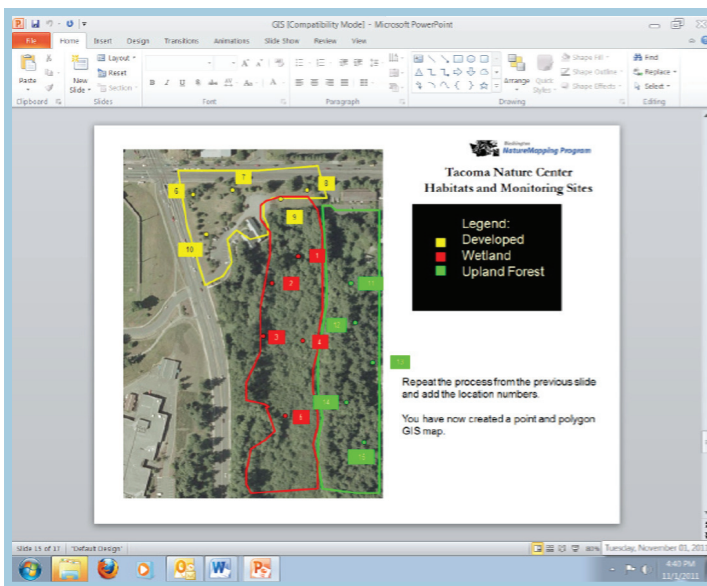 GIS [Compatibility Mode] - Microsoft PowerPoint
File Home Insert Design Transitions Animations Slide Show Review View
Paste
Clipboard
New
Slide
Layout
Reset
Section
Slides
B I U S abc AV Aa A
Font
Paragraph
Arrange
Quick
Styles
Shape Fill
Shape Outline
Shape Effects
Drawing
Find
Replace
Select
Editing
Washington
NatureMapping Program
Tacoma Nature Center
Habitats and Monitoring Sites
Legend:
Developed
Wetland
Upland Forest
6
7
8
9
10
1
2
3
4
5
11
12
13
14
15
Repeat the process from the previous slide
and add the location numbers.
You have now created a point and polygon
GIS map.
Slide 15 of 17 "Default Design"
80%
Tuesday, November 01, 2011
4:40 PM
11/1/2011